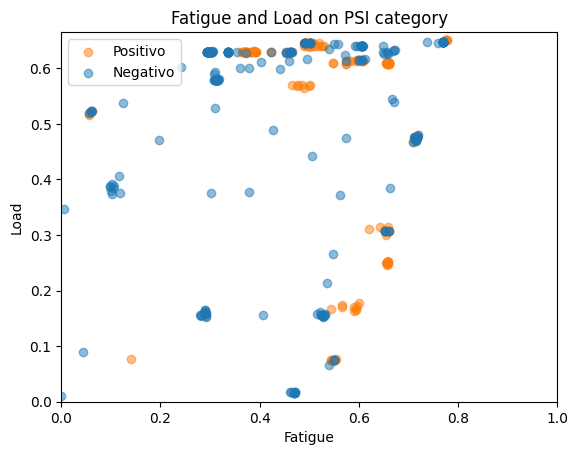 Fatigue and Load on PSI category
Positivo
Negativo
Load
0.6
0.5
0.4
0.3
0.2
0.1
0.0
0.0 0.2 0.4 0.6 0.8 1.0
Fatigue